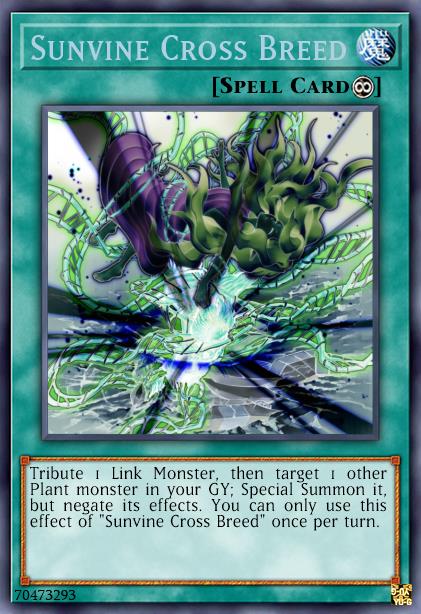 Sunvine Cross Breed
魔
[Spell Card]
Tribute 1 Link Monster, then target 1 other
Plant monster in your GY; Special Summon it,
but negate its effects. You can only use this
effect of "Sunvine Cross Breed" once per turn.
70473293